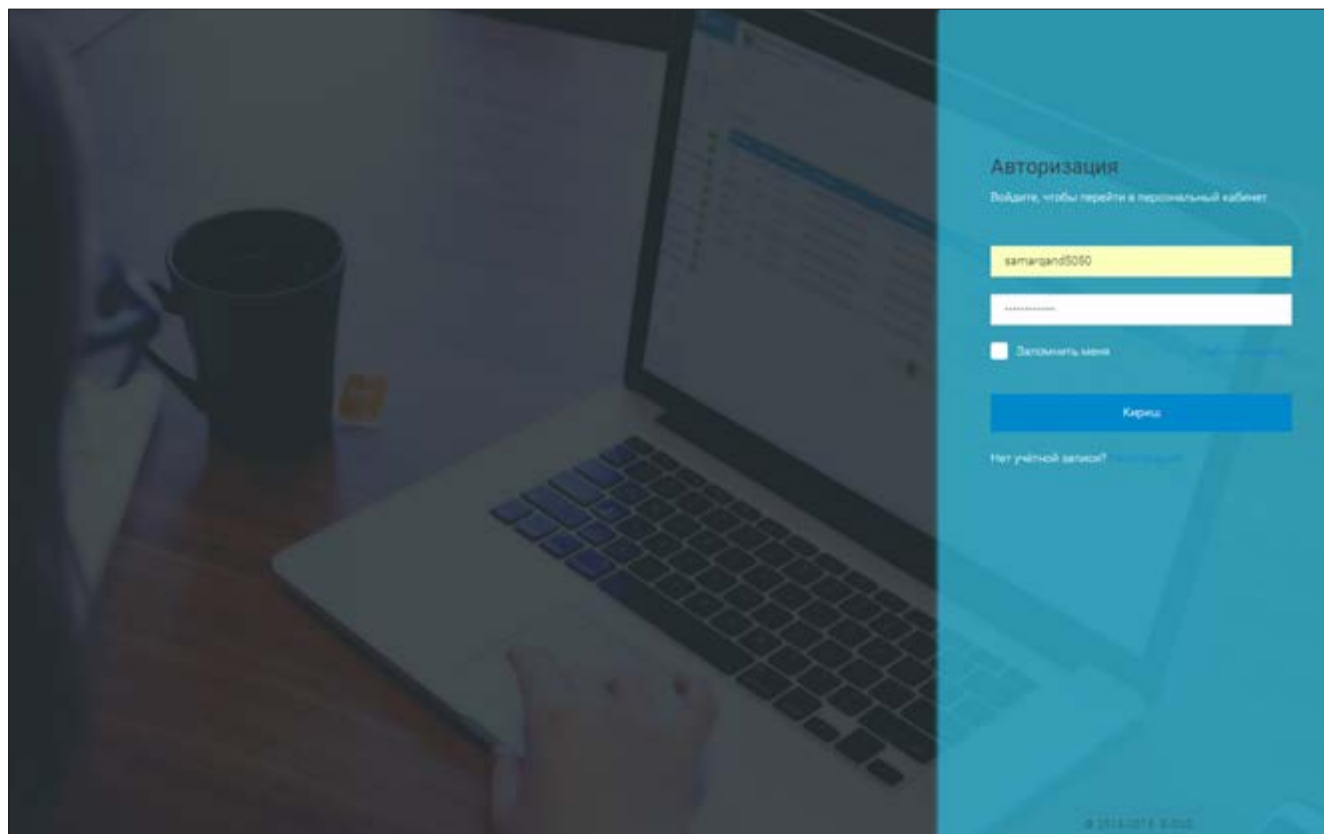 Авторизация
Войдите, чтобы перейти в персональный кабинет
samarqand5050
Запомнить меня
Кириш
Нет учётной записи?